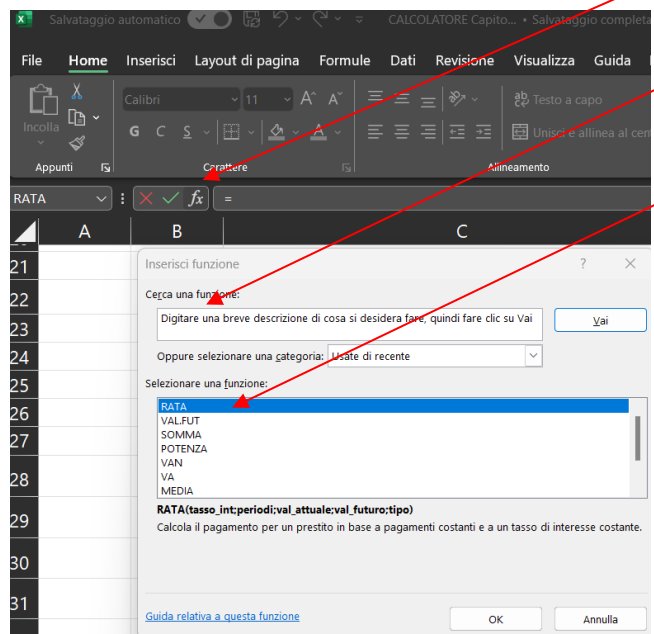 Salvataggio automatico CALCOLATORE Capito... • Salvataggio completa
File Home Inserisci Layout di pagina Formule Dati Revisione Visualizza Guida
Incolla Calibri 11 A A Testo a capo
G C S A Unisci e allinea al cen
Appunti Carattere Allineamento
RATA fx =
A B C
21
22
23
24
25
26
27
28
29
30
31
Inserisci funzione ? ×
Cerca una funzione:
Digitare una breve descrizione di cosa si desidera fare, quindi fare clic su Vai Vai
Oppure selezionare una categoria: Usate di recente
Selezionare una funzione:
RATA
VAL.FUT
SOMMA
POTENZA
VAN
VA
MEDIA
RATA(tasso_int;periodi;val_attuale;val_futuro;tipo)
Calcola il pagamento per un prestito in base a pagamenti costanti e a un tasso di interesse costante.
Guida relativa a questa funzione OK Annulla